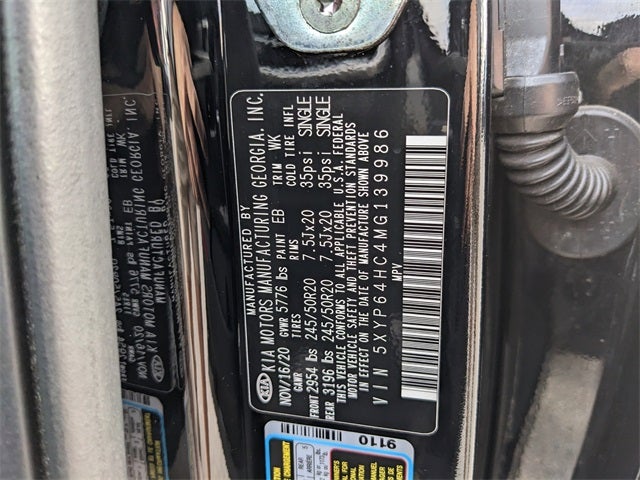 MANUFACTURED BY
KIA KIA MOTORS MANUFACTURING GEORGIA. INC.
NOV/16/20 GVWR 5776 lbs PAINT EB TRIM WK
GAWR RIMS COLD TIRE INFL
FRONT 2954 lbs 245/50R20 7.5Jx20 35psi SINGLE
REAR 3196 lbs 245/50R20 7.5Jx20 35psi SINGLE
THIS VEHICLE CONFORMS TO ALL APPLICABLE U.S.A. FEDERAL
MOTOR VEHICLE SAFETY AND THEFT PREVENTION STANDARDS
IN EFFECT ON THE DATE OF MANUFACTURE SHOWN ABOVE
VIN 5XYP64HC4MG139986
MPV
9110